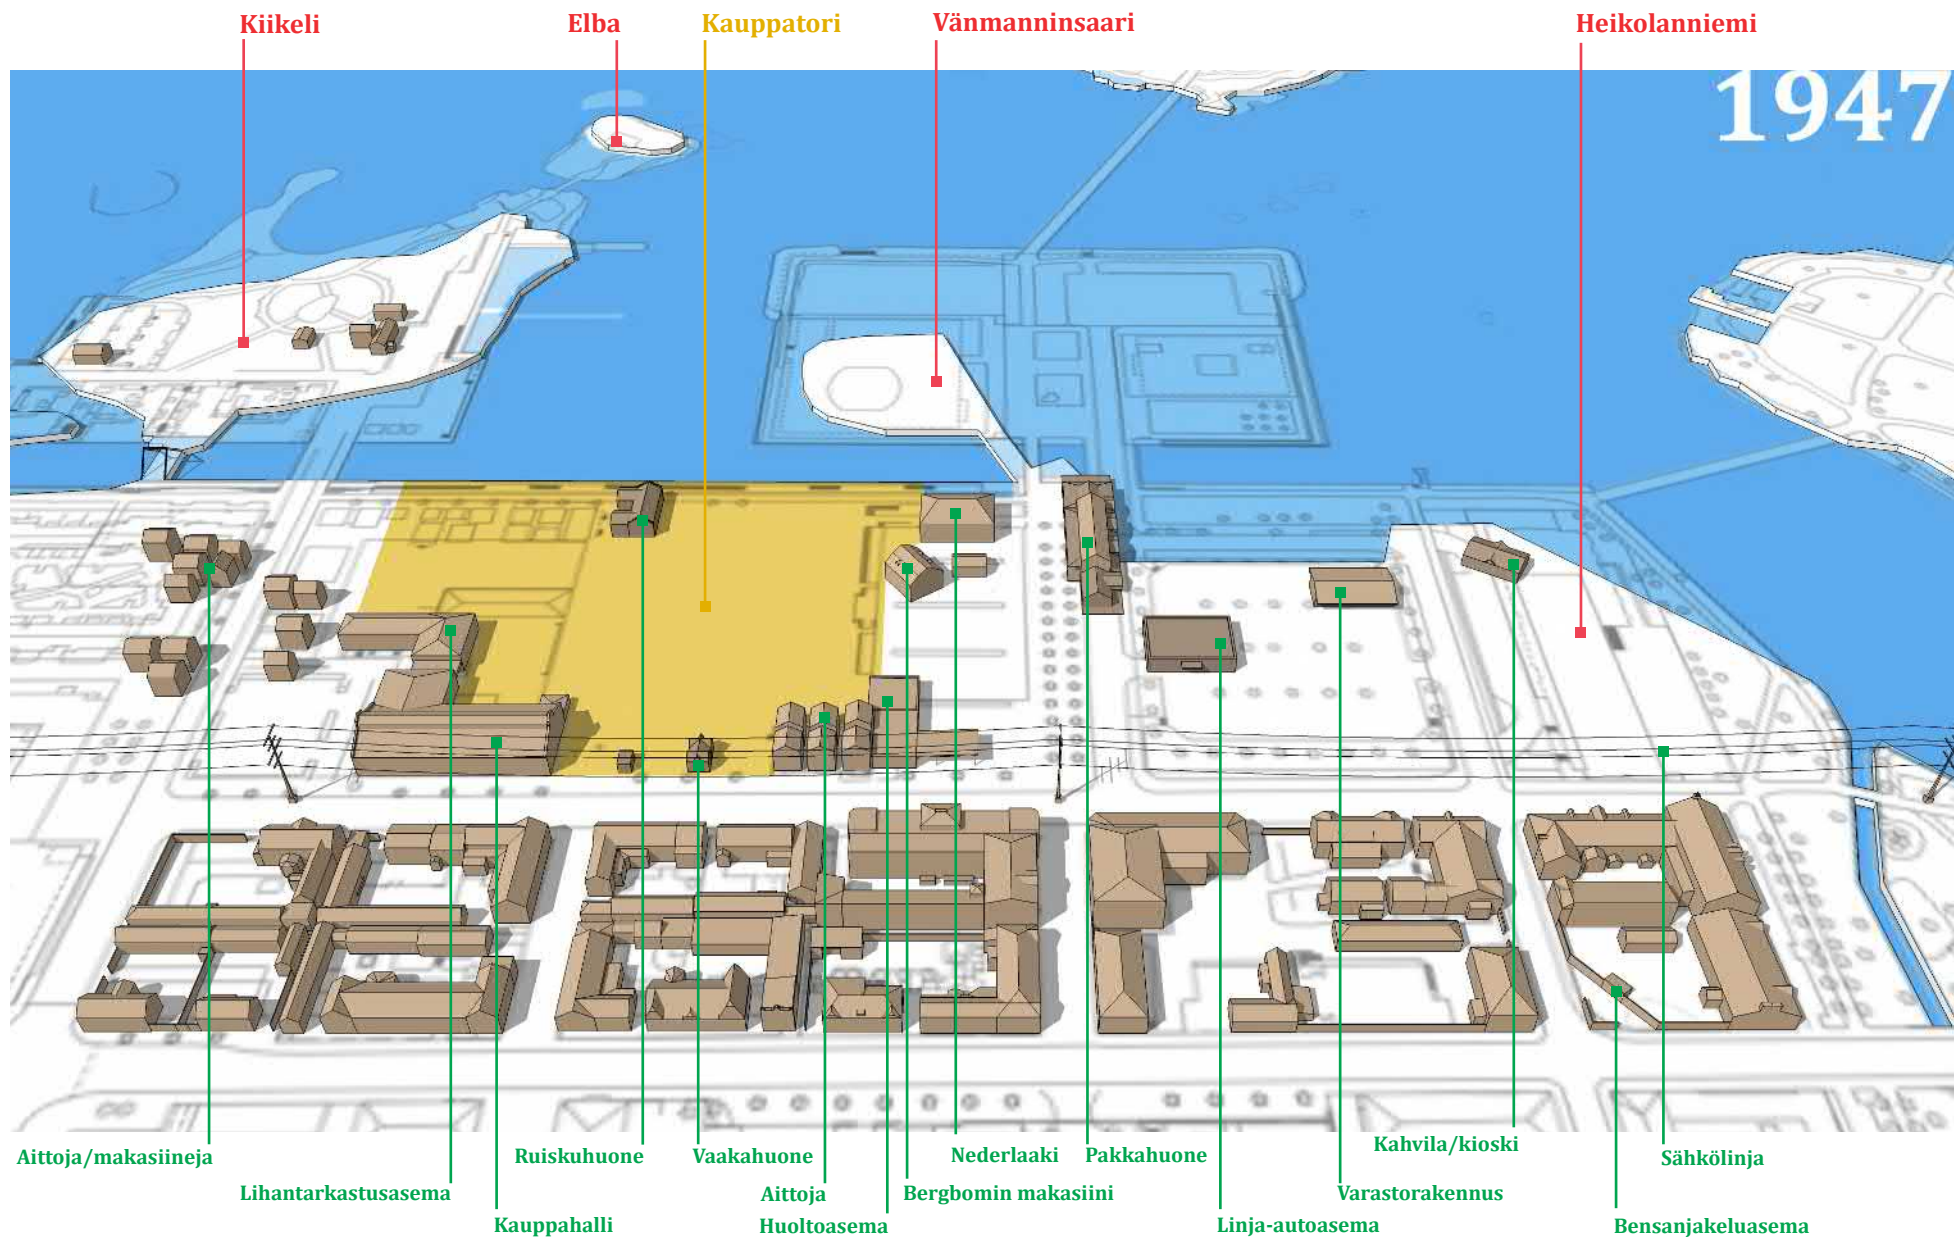 Kiikeli
Elba
Kauppatori
Vänmanninsaari
Heikolanniemi
1947
Aittoja/makasiineja
Ruiskuhuone
Vaakahuone
Nederlaaki
Pakkahuone
Kahvila/kioski
Sähkölinja
Lihantarkastusasema
Aittoja
Bergbomin makasiini
Varastorakennus
Kauppahalli
Huoltoasema
Linja-autoasema
Bensanjakeluasema